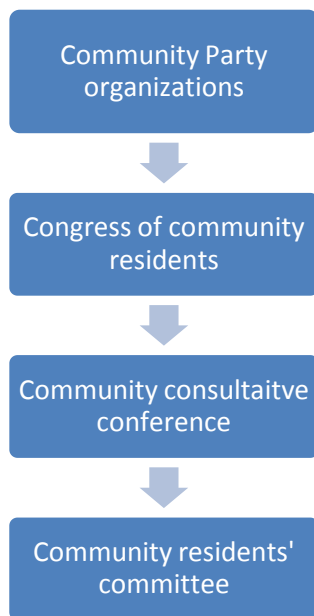 Community Party
organizations
Congress of community
residents
Community consultaitve
conference
Community residents'
committee